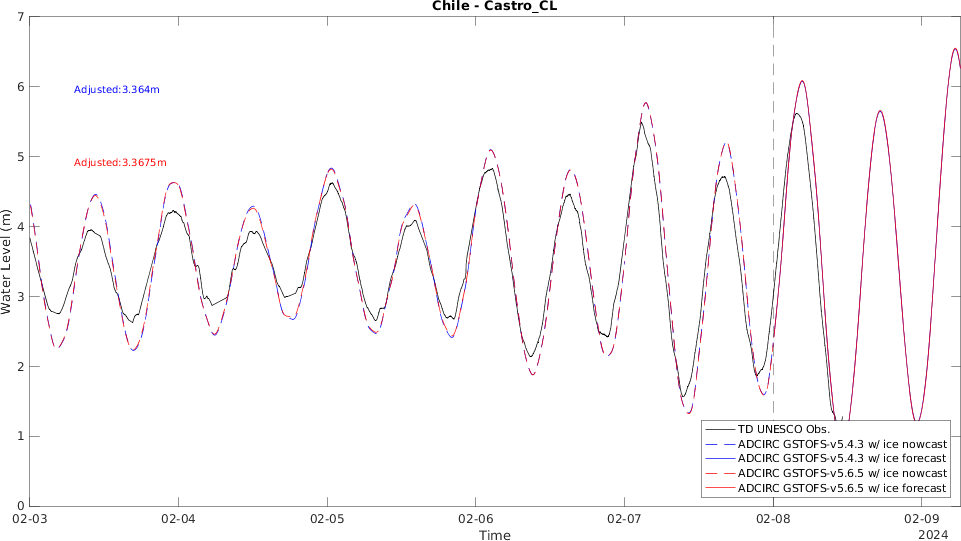 Chile - Castro_CL
7
6
5
4
3
2
1
0
Water Level (m)
Adjusted:3.364m
Adjusted:3.3675m
TD UNESCO Obs.
ADCIRC GSTOFS-v5.4.3 w/ ice nowcast
ADCIRC GSTOFS-v5.4.3 w/ ice forecast
ADCIRC GSTOFS-v5.6.5 w/ ice nowcast
ADCIRC GSTOFS-v5.6.5 w/ ice forecast
02-03 02-04 02-05 02-06 02-07 02-08 02-09
Time
2024